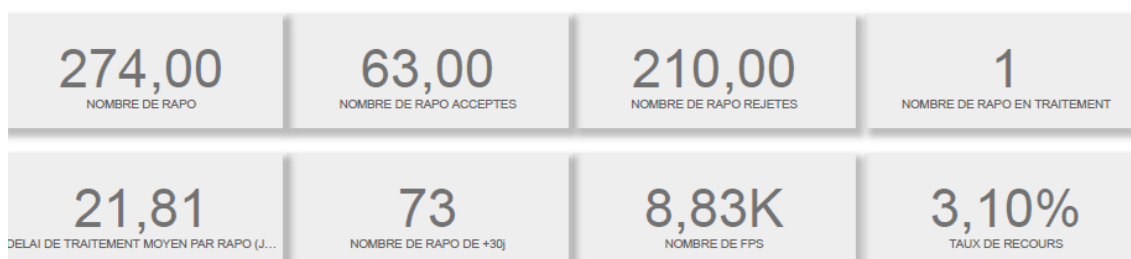 274,00
NOMBRE DE RAPO
63,00
NOMBRE DE RAPO ACCEPTES
210,00
NOMBRE DE RAPO REJETES
1
NOMBRE DE RAPO EN TRAITEMENT
21,81
DELAI DE TRAITEMENT MOYEN PAR RAPO (J...
73
NOMBRE DE RAPO DE +30j
8,83K
NOMBRE DE FPS
3,10%
TAUX DE RECOURS